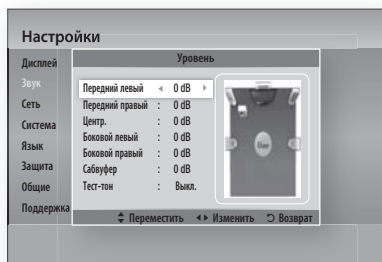 Настройки
Дисплей
Звук
Сеть
Система
Язык
Защита
Общие
Поддержка
Уровень
Передний левый ◄ 0 dB ►
Передний правый : 0 dB
Центр. : 0 dB
Боковой левый : 0 dB
Боковой правый : 0 dB
Сабвуфер : 0 dB
Тест-тон : Выкл.
User
Переместить Изменить Возврат